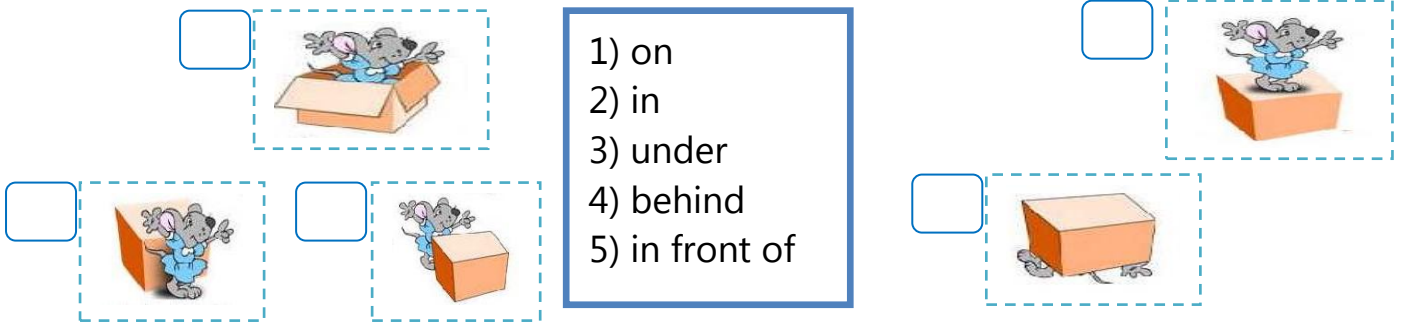 1) on
2) in
3) under
4) behind
5) in front of